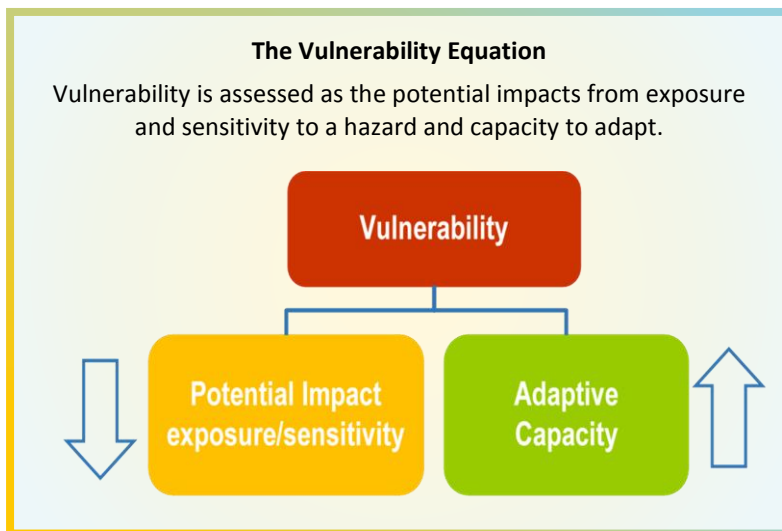 The Vulnerability Equation
Vulnerability is assessed as the potential impacts from exposure
and sensitivity to a hazard and capacity to adapt.
Vulnerability
Potential Impact
exposure/sensitivity
Adaptive
Capacity